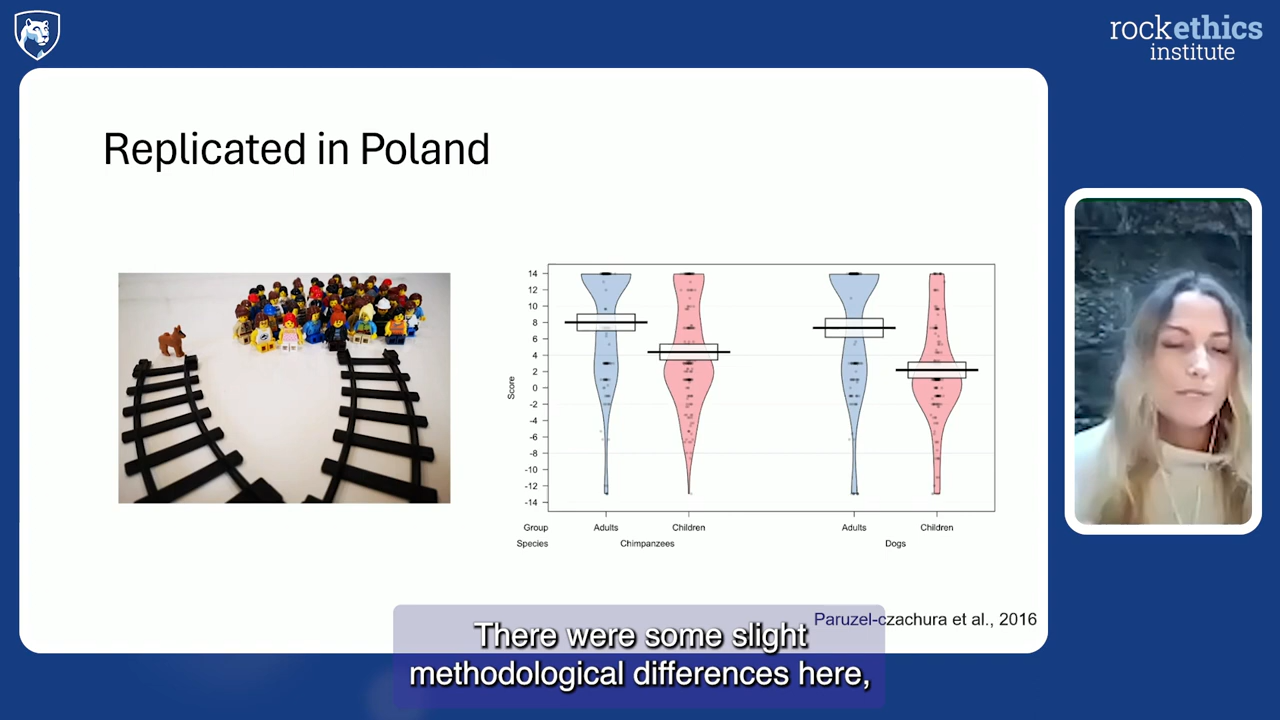 rockethics
institute
Replicated in Poland
14
12
10
8
6
4
2
0
-2
-4
-6
-8
-10
-12
-14
Score
Group Adults Children Adults Children
Species Chimpanzees Dogs
Paruzel-czachura et al., 2016
There were some slight
methodological differences here,